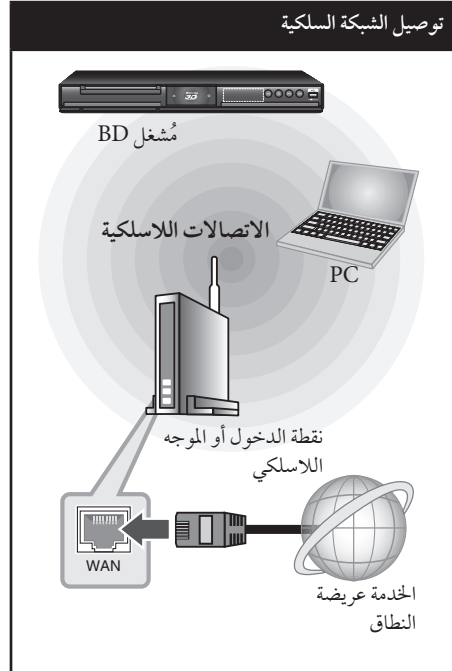 توصيل الشبكة السلكية
مُشغل BD
PC
الاتصالات اللاسلكية
نقطة الدخول أو الموجه
اللاسلكي
WAN
الخدمة عريضة
النطاق